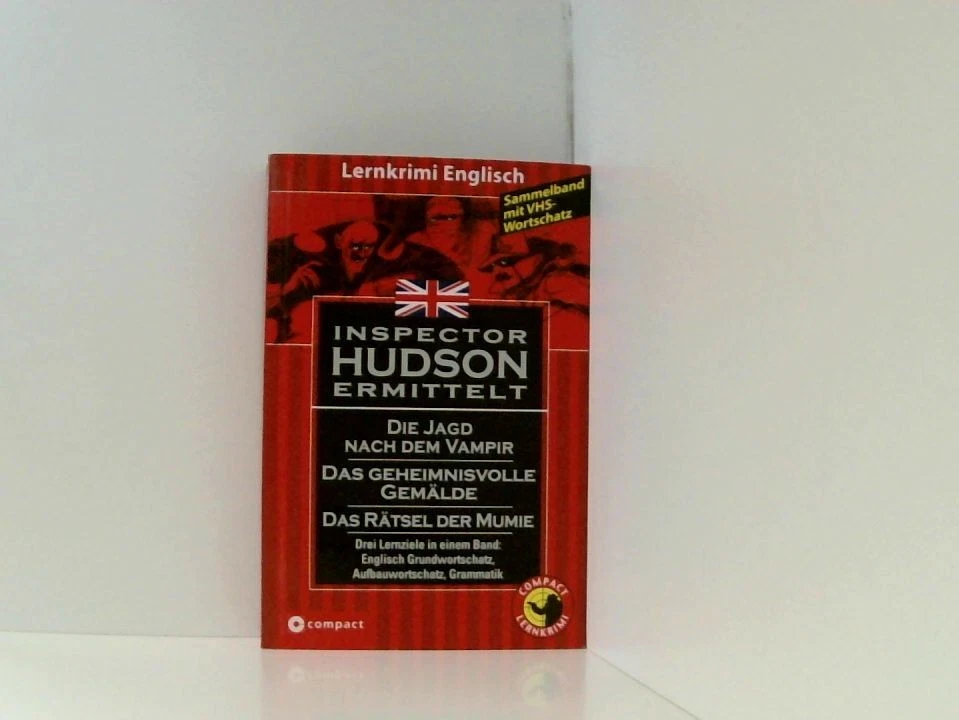 Lernkrimi Englisch
Sammelband
mit VHS-
Wortschatz
INSPECTOR
HUDSON
ERMITTELT
DIE JAGD
NACH DEM VAMPIR
DAS GEHEIMNISVOLLE
GEMÄLDE
DAS RÄTSEL DER MUMIE
Drei Lernziele in einem Band:
Englisch Grundwortschatz,
Aufbauwortschatz, Grammatik
compact
COMPACT
LERNKRIMI